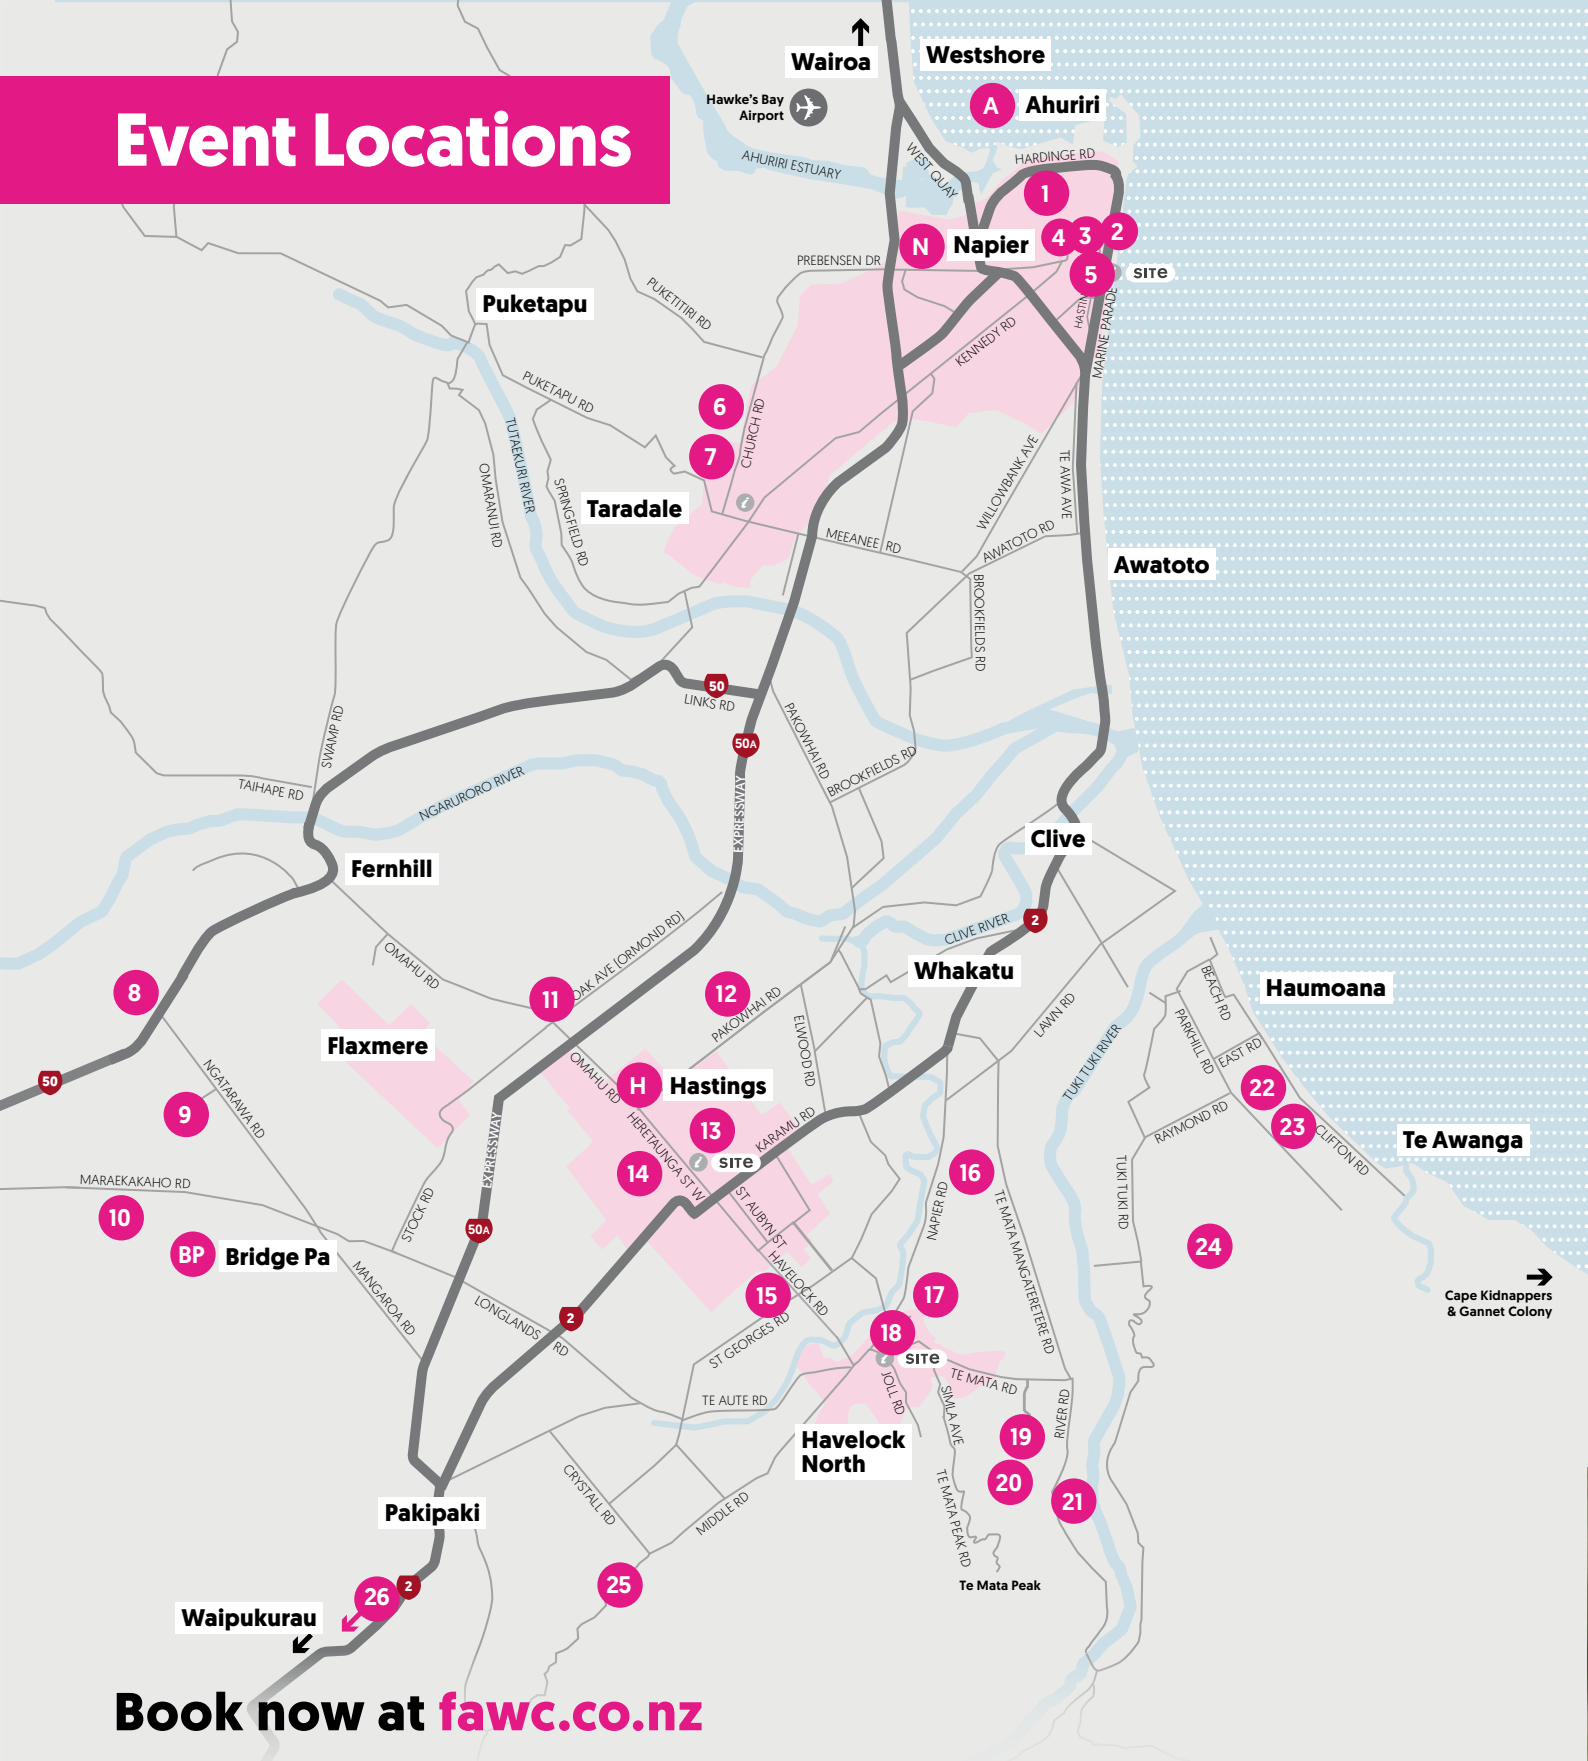 Wairoa
Westshore
Hawke's Bay
Airport
A
Ahuriri
Event Locations
AHURIRI ESTUARY
WEST QUAY
HARDINGE RD
1
N
Napier
4
3
2
5
SITE
PREBENSEN DR
PUKETITIRI RD
HASTIN
MARINE PARADE
Puketapu
KENNEDY RD
PUKETAPU RD
6
7
CHURCH RD
TUTAEKURI RIVER
OMARANUI RD
SPRINGFIELD RD
Taradale
i
WILLOWBANK AVE
TE AWA AVE
MEEANEE RD
AWATOTO RD
Awatoto
BROOKFIELDS RD
50
LINKS RD
SWAMP RD
50A
PAKOWHAI RD
BROOKFIELDS RD
TAIHAPE RD
NGARURORO RIVER
EXPRESSWAY
Clive
Fernhill
2
CLIVE RIVER
OMAHU RD
OAK AVE [ORMOND RD]
Whakatu
8
11
12
PAKOWHAI RD
Haumoana
BEACH RD
PARKHILL RD
EAST RD
LAWN RD
ELWOOD RD
TUKI TUKI RIVER
Flaxmere
50
OMAHU RD
H
Hastings
22
9
NGATARAWA RD
HERETAUNGA ST W
13
KARAMU RD
23
RAYMOND RD
CLIFTON RD
Te Awanga
EXPRESSWAY
i
SITE
14
16
MARAEKAKAHO RD
10
STOCK RD
ST AUBYN ST
NAPIER RD
TE MATA MANGATERETERE RD
TUKI TUKI RD
50A
BP
Bridge Pa
24
MANGAROA RD
HAVELOCK RD
15
17
Cape Kidnappers
& Gannet Colony
LONGLANDS RD
2
ST GEORGES RD
18
i
SITE
TE AUTE RD
JOLL RD
TE MATA RD
SIMLA AVE
RIVER RD
Havelock
North
19
20
21
CRYSTALL RD
MIDDLE RD
TE MATA PEAK RD
Pakipaki
Te Mata Peak
25
2
26
Waipukurau
Book now at fawc.co.nz